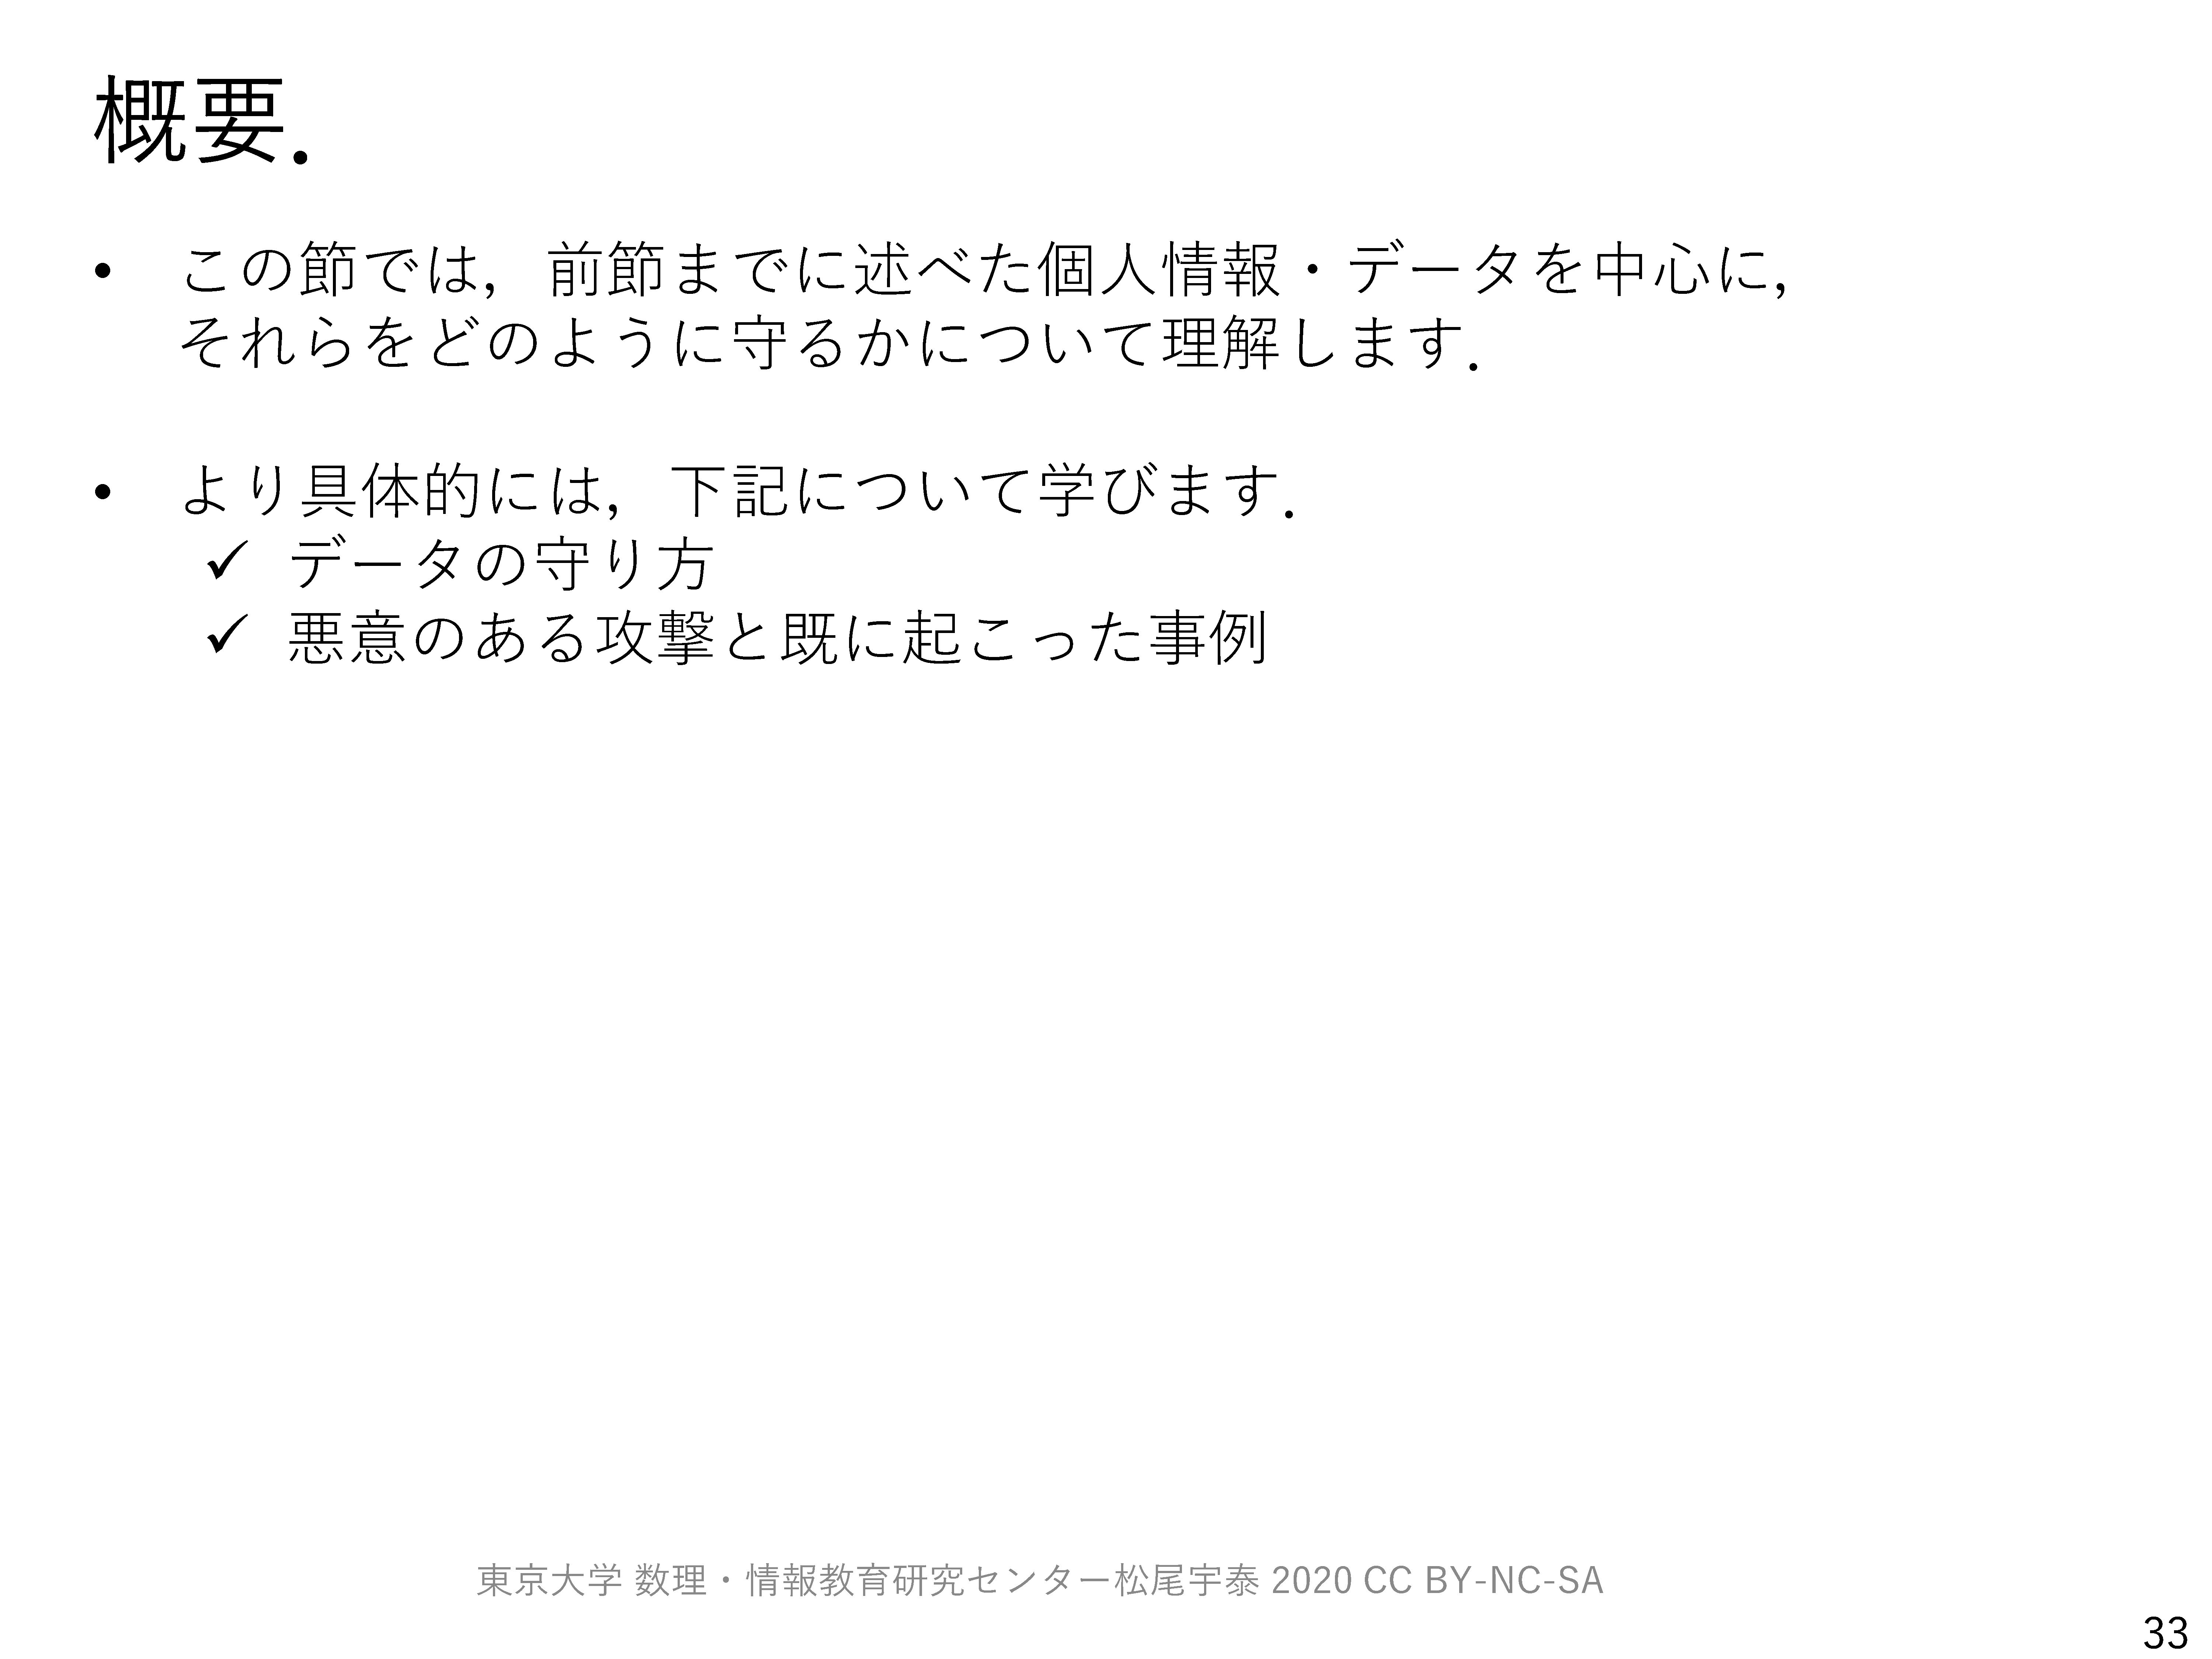 概要.
• この節では，前節までに述べた個人情報・データを中心に，
それらをどのように守るかについて理解します．
• より具体的には，下記について学びます．
✓ データの守り方
✓ 悪意のある攻撃と既に起こった事例
東京大学 数理・情報教育研究センター松尾宇泰 2020 CC BY-NC-SA
33